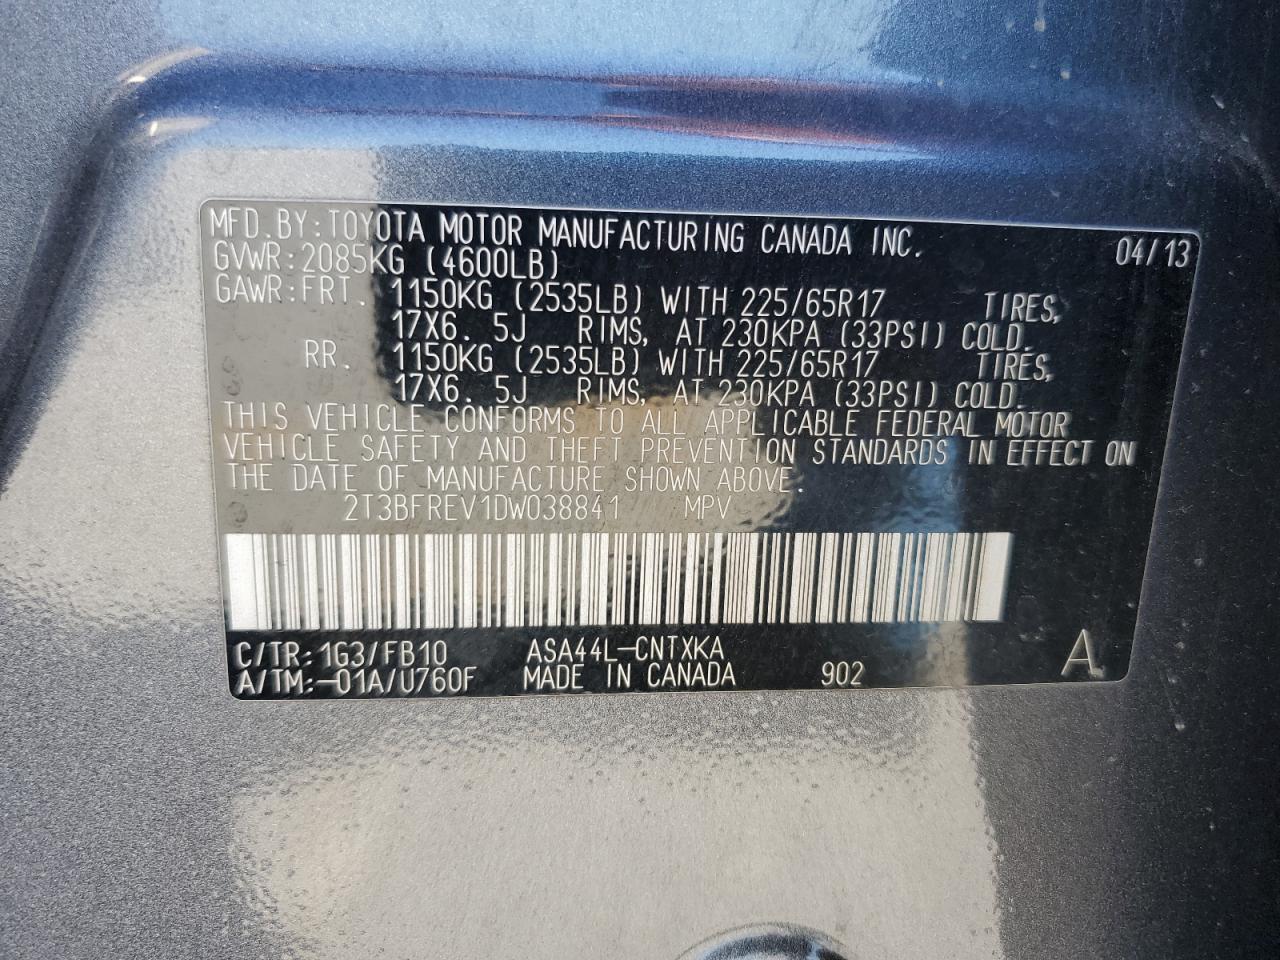 MFD.BY:TOYOTA MOTOR MANUFACTURING CANADA INC. 04/13
GVWR:2085KG (4600LB)
GAWR:FRT. 1150KG (2535LB) WITH 225/65R17 TIRES,
17X6. 5J RIMS, AT 230KPA (33PSI) COLD.
RR. 1150KG (2535LB) WITH 225/65R17 TIRES,
17X6. 5J RIMS, AT 230KPA (33PSI) COLD.
THIS VEHICLE CONFORMS TO ALL APPLICABLE FEDERAL MOTOR
VEHICLE SAFETY AND THEFT PREVENTION STANDARDS IN EFFECT ON
THE DATE OF MANUFACTURE SHOWN ABOVE.
2T3BFREV1DW038841 MPV
C/TR:1G3/FB10 ASA44L-CNTXKA
A/TM:-01A/U760F MADE IN CANADA 902 A